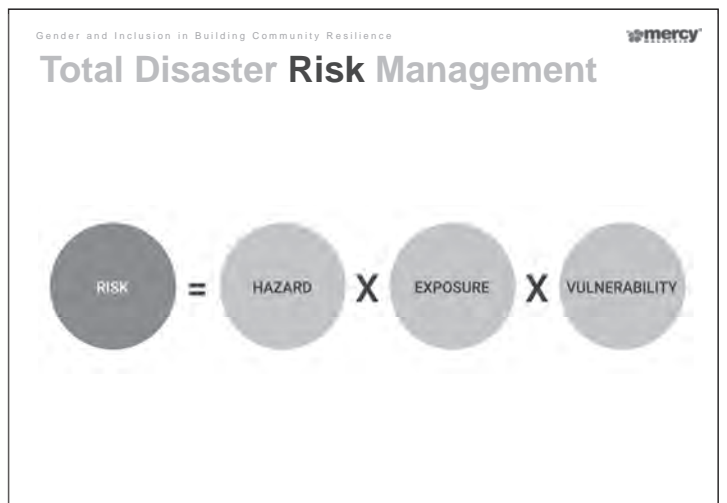 Gender and Inclusion in Building Community Resilience
mercy
Total Disaster Risk Management
RISK = HAZARD X EXPOSURE X VULNERABILITY